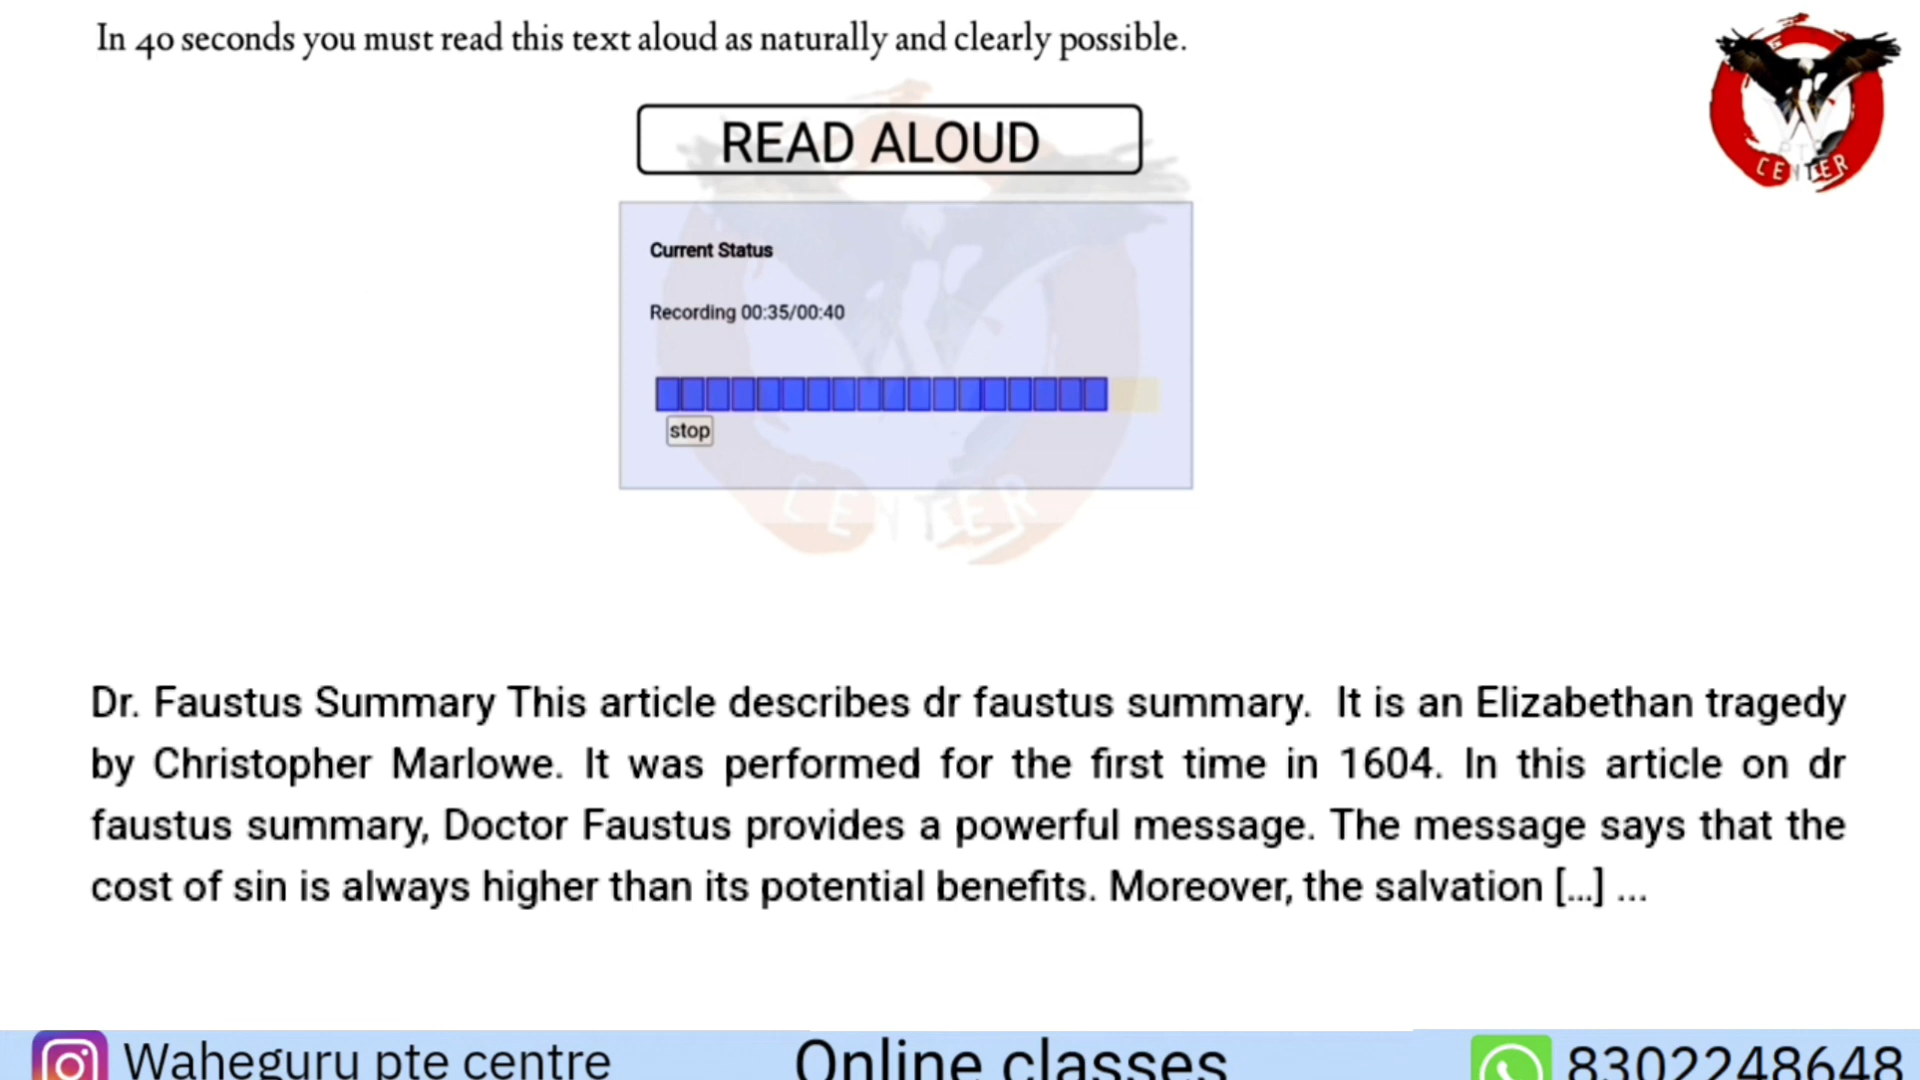 In 40 seconds you must read this text aloud as naturally and clearly possible.
READ ALOUD
Current Status
Recording 00:35/00:40
stop
CENTER
Dr. Faustus Summary This article describes dr faustus summary. It is an Elizabethan tragedy
by Christopher Marlowe. It was performed for the first time in 1604. In this article on dr
faustus summary, Doctor Faustus provides a powerful message. The message says that the
cost of sin is always higher than its potential benefits. Moreover, the salvation [...] ...
Waheguru pte centre
Online classes
8302248648
W
PTE
CENTER